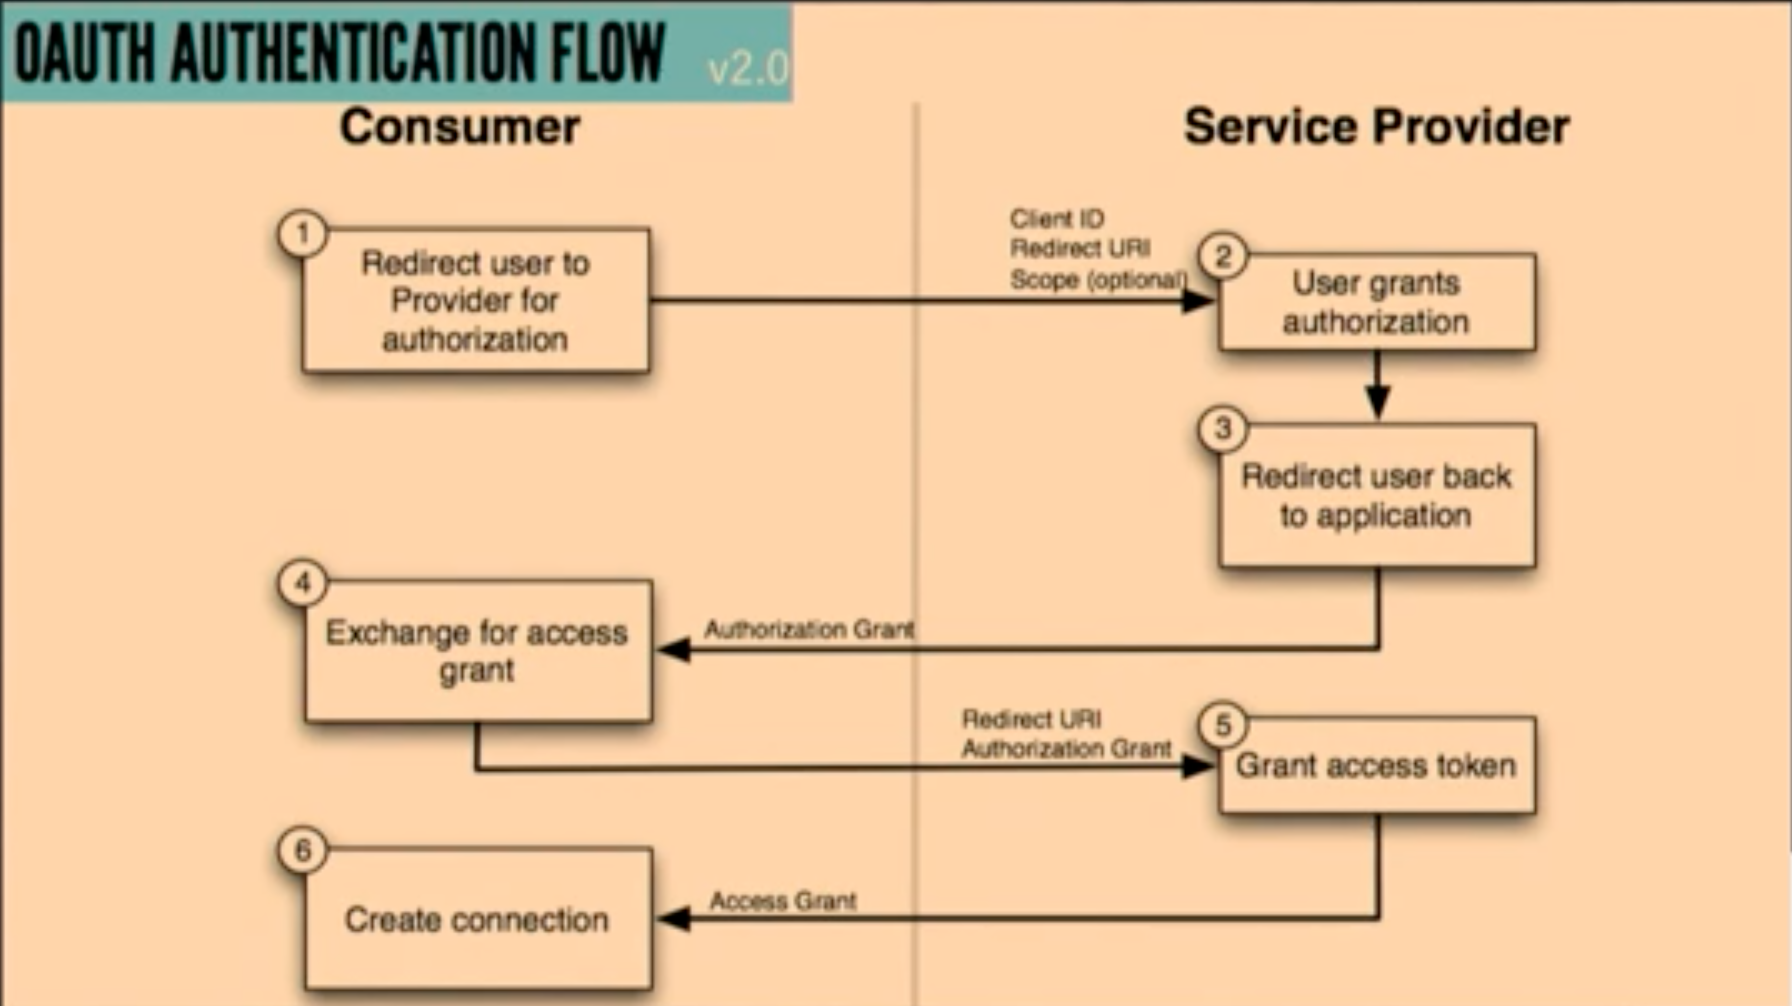 OAUTH AUTHENTICATION FLOW v2.0
Consumer
Service Provider
1
Redirect user to
Provider for
authorization
Client ID
Redirect URI
Scope (optional)
2
User grants
authorization
3
Redirect user back
to application
Authorization Grant
4
Exchange for access
grant
Redirect URI
Authorization Grant
5
Grant access token
Access Grant
6
Create connection